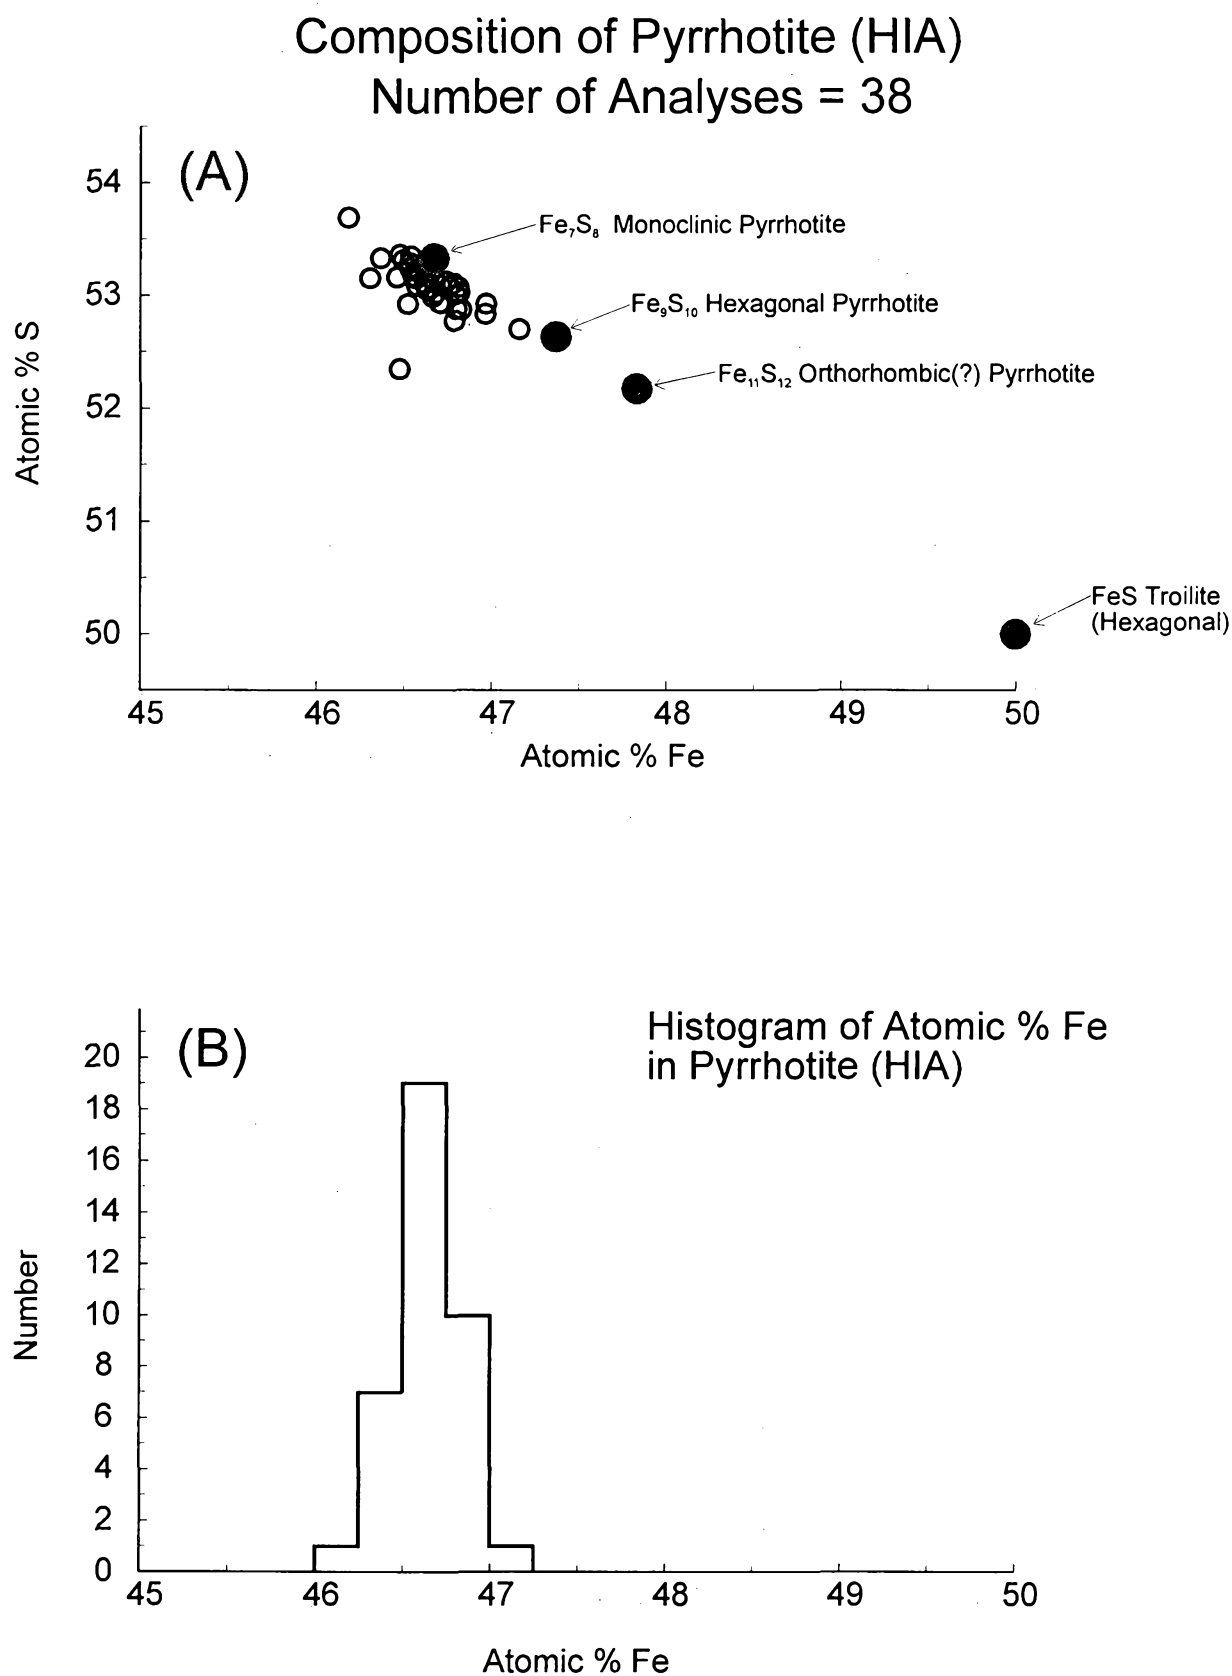 Composition of Pyrrhotite (HIA)
Number of Analyses = 38
(A)
54
53
52
51
50
Atomic % S
Fe₇S₈ Monoclinic Pyrrhotite
Fe₉S₁₀ Hexagonal Pyrrhotite
Fe₁₁S₁₂ Orthorhombic(?) Pyrrhotite
FeS Troilite
(Hexagonal)
45 46 47 48 49 50
Atomic % Fe
(B)
Histogram of Atomic % Fe
in Pyrrhotite (HIA)
20
18
16
14
12
10
8
6
4
2
0
Number
45 46 47 48 49 50
Atomic % Fe